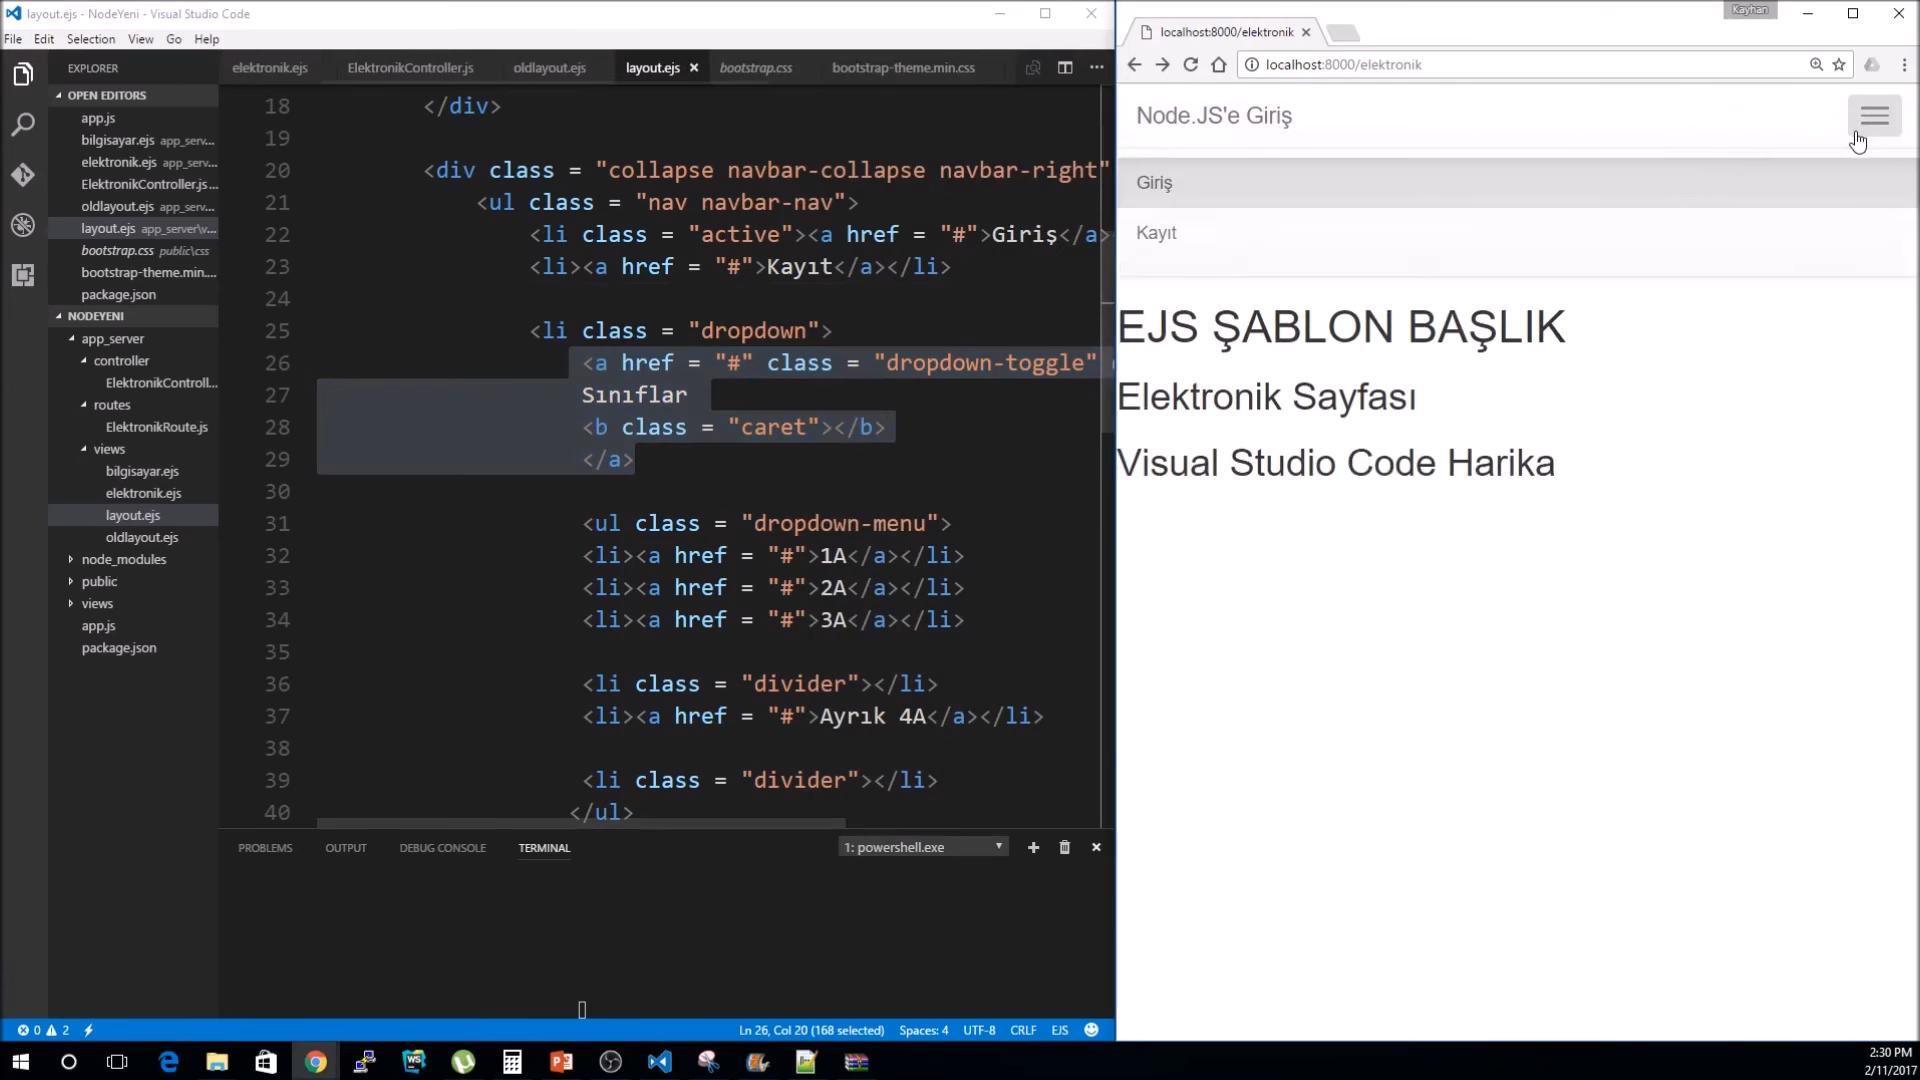 layout.ejs - NodeYeni - Visual Studio Code
File Edit Selection View Go Help
EXPLORER
OPEN EDITORS
app.js
bilgisayar.ejs app_serv...
elektronik.ejs app_serv...
ElektronikController.js...
oldlayout.ejs app_serv...
layout.ejs app_server\v...
bootstrap.css public\css
bootstrap-theme.min....
package.json
NODEYENI
app_server
controller
ElektronikControll...
routes
ElektronikRoute.js
views
bilgisayar.ejs
elektronik.ejs
layout.ejs
oldlayout.ejs
node_modules
public
views
app.js
package.json
elektronik.ejs ElektronikController.js oldlayout.ejs layout.ejs bootstrap.css bootstrap-theme.min.css
18 </div>
19
20 <div class = "collapse navbar-collapse navbar-right"
21 <ul class = "nav navbar-nav">
22 <li class = "active"><a href = "#">Giriş</a>
23 <li><a href = "#">Kayıt</a></li>
24
25 <li class = "dropdown">
26 <a href = "#" class = "dropdown-toggle"
27 Sınıflar
28 <b class = "caret"></b>
29 </a>
30
31 <ul class = "dropdown-menu">
32 <li><a href = "#">1A</a></li>
33 <li><a href = "#">2A</a></li>
34 <li><a href = "#">3A</a></li>
35
36 <li class = "divider"></li>
37 <li><a href = "#">Ayrık 4A</a></li>
38
39 <li class = "divider"></li>
40 </ul>
PROBLEMS OUTPUT DEBUG CONSOLE TERMINAL 1: powershell.exe
0 2 Ln 26, Col 20 (168 selected) Spaces: 4 UTF-8 CRLF EJS
Kayhan
localhost:8000/elektronik
localhost:8000/elektronik
Node.JS'e Giriş
Giriş
Kayıt
EJS ŞABLON BAŞLIK
Elektronik Sayfası
Visual Studio Code Harika
2:30 PM
2/11/2017